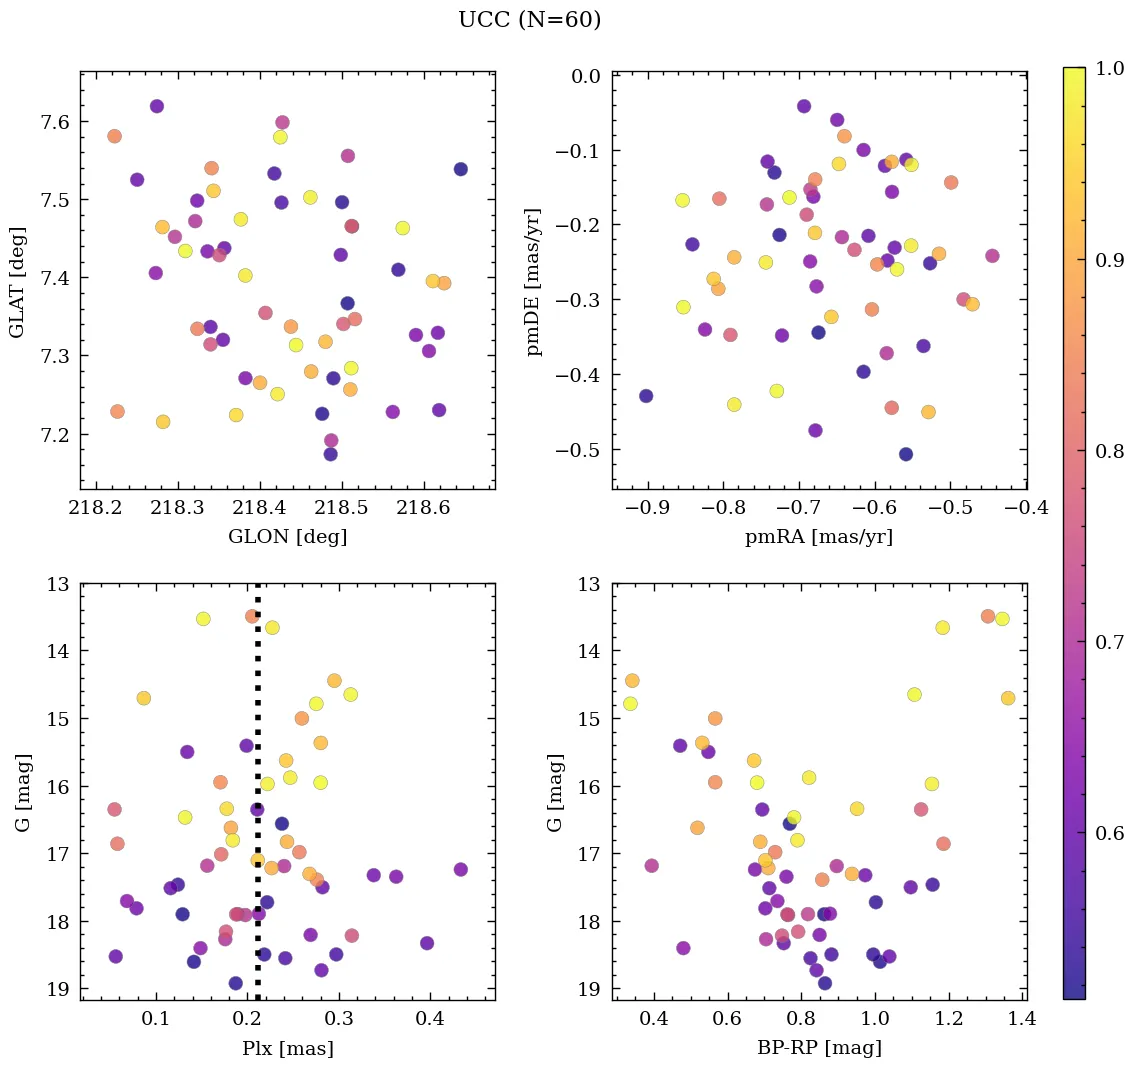 UCC (N=60)
7.6
7.5
7.4
7.3
7.2
GLAT [deg]
218.2 218.3 218.4 218.5 218.6
GLON [deg]
0.0
−0.1
−0.2
−0.3
−0.4
−0.5
pmDE [mas/yr]
−0.9 −0.8 −0.7 −0.6 −0.5 −0.4
pmRA [mas/yr]
1.0
0.9
0.8
0.7
0.6
13
14
15
16
17
18
19
G [mag]
0.1 0.2 0.3 0.4
Plx [mas]
13
14
15
16
17
18
19
G [mag]
0.4 0.6 0.8 1.0 1.2 1.4
BP-RP [mag]